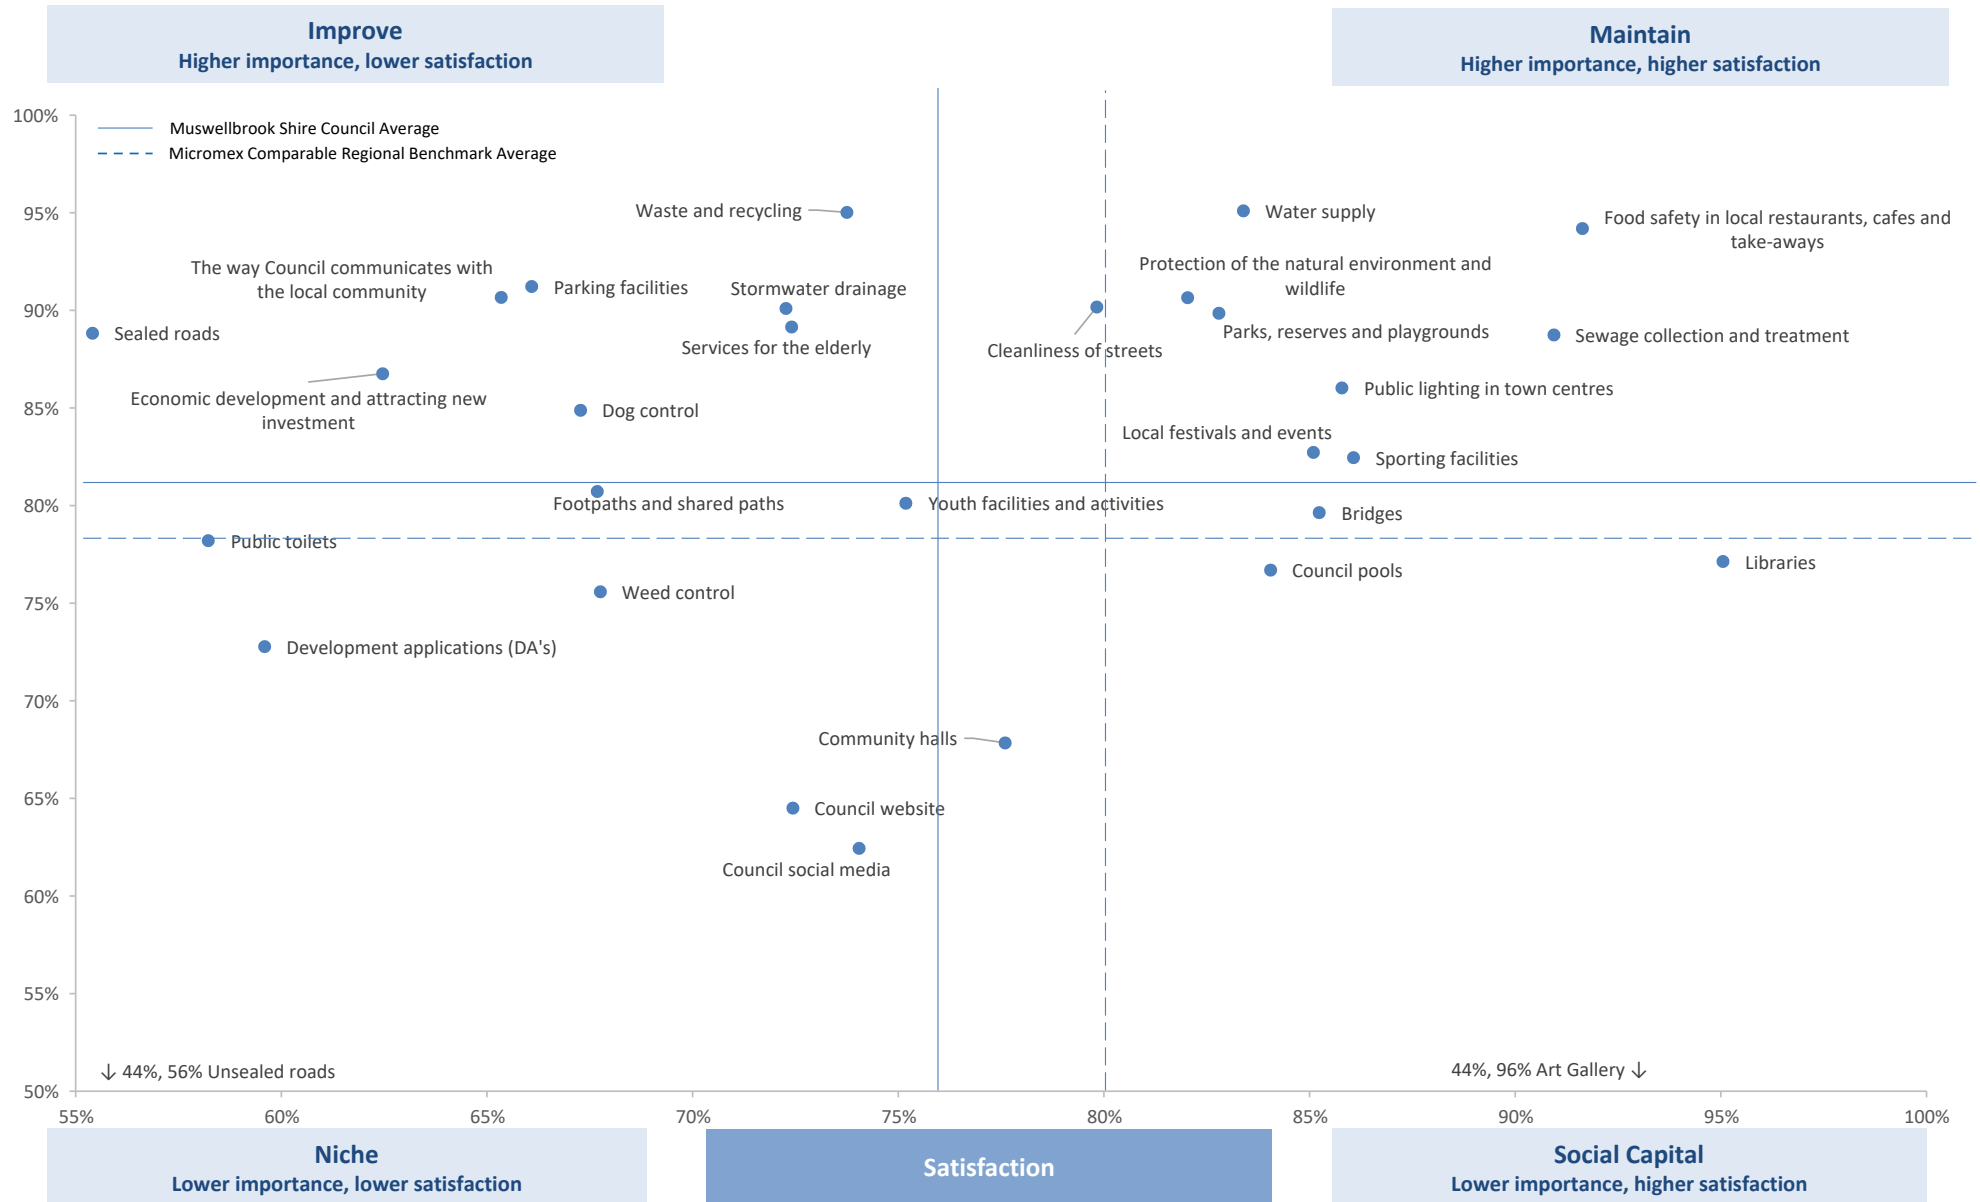 Improve
Higher importance, lower satisfaction
Maintain
Higher importance, higher satisfaction
100%
Muswellbrook Shire Council Average
Micromex Comparable Regional Benchmark Average
95%
Waste and recycling
Water supply
Food safety in local restaurants, cafes and
take-aways
The way Council communicates with
the local community
Parking facilities
Stormwater drainage
Protection of the natural environment and
wildlife
90%
Sealed roads
Services for the elderly
Cleanliness of streets
Parks, reserves and playgrounds
Sewage collection and treatment
Economic development and attracting new
investment
Public lighting in town centres
85%
Dog control
Local festivals and events
Sporting facilities
80%
Footpaths and shared paths
Youth facilities and activities
Bridges
Public toilets
Council pools
Libraries
75%
Weed control
Development applications (DA's)
70%
Community halls
65%
Council website
Council social media
60%
55%
↓ 44%, 56% Unsealed roads
44%, 96% Art Gallery ↓
50%
55%
60%
65%
70%
75%
80%
85%
90%
95%
100%
Niche
Lower importance, lower satisfaction
Satisfaction
Social Capital
Lower importance, higher satisfaction